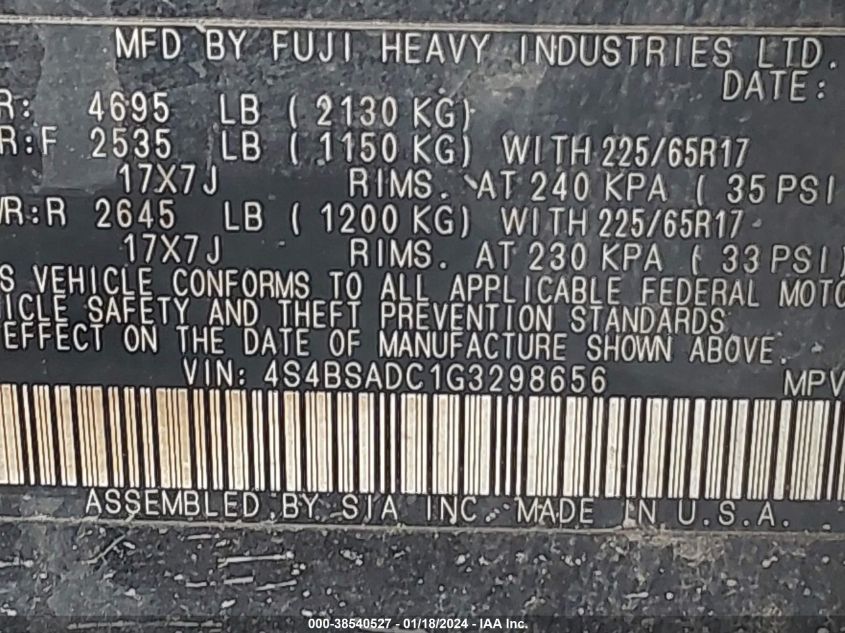 MFD BY FUJI HEAVY INDUSTRIES LTD.
DATE:
R: 4695 LB ( 2130 KG)
R:F 2535 LB ( 1150 KG) WITH 225/65R17
17X7J RIMS. AT 240 KPA ( 35 PSI
WR:R 2645 LB ( 1200 KG) WITH 225/65R17
17X7J RIMS. AT 230 KPA ( 33 PSI)
S VEHICLE CONFORMS TO ALL APPLICABLE FEDERAL MOTO
ICLE SAFETY AND THEFT PREVENTION STANDARDS
EFFECT ON THE DATE OF MANUFACTURE SHOWN ABOVE.
VIN: 4S4BSADC1G3298656 MPV
ASSEMBLED BY SIA INC. MADE IN U.S.A.
000-38540527 - 01/18/2024 - IAA Inc.